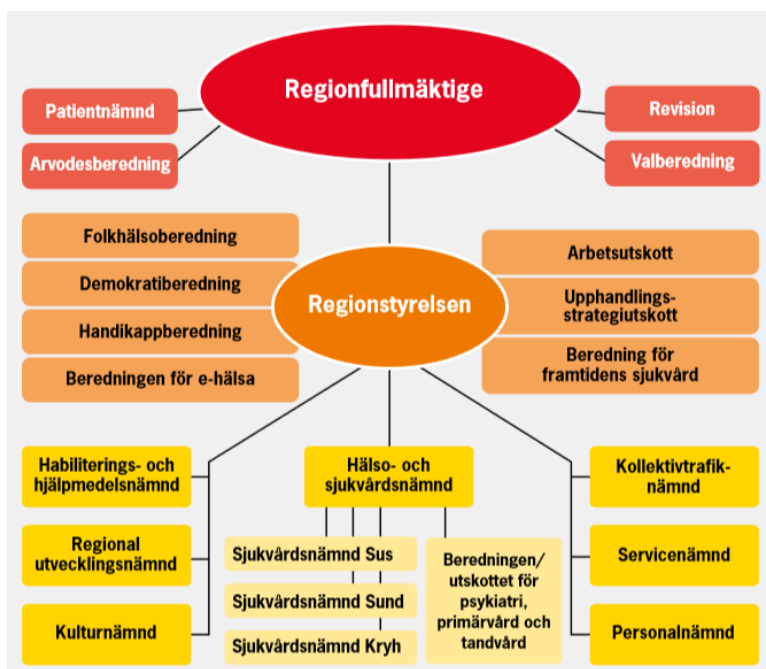 Regionfullmäktige
Patientnämnd
Arvodesberedning
Revision
Valberedning
Folkhälsoberedning
Demokratiberedning
Handikappberedning
Beredningen för e-hälsa
Regionstyrelsen
Arbetsutskott
Upphandlings-
strategiutskott
Beredning för
framtidens sjukvård
Habiliterings- och
hjälpmedelsnämnd
Regional
utvecklingsnämnd
Kulturnämnd
Hälso- och
sjukvårdsnämnd
Sjukvårdsnämnd Sus
Sjukvårdsnämnd Sund
Sjukvårdsnämnd Kryh
Beredningen/
utskottet för
psykiatri,
primärvård och
tandvård
Kollektivtrafik-
nämnd
Servicenämnd
Personalnämnd